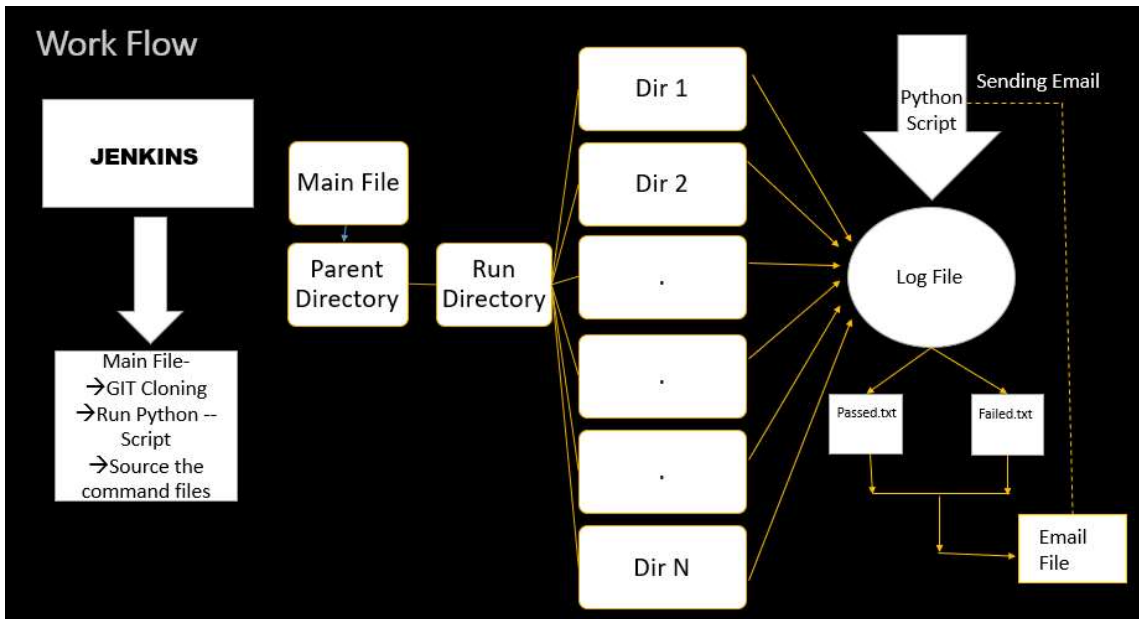 Work Flow
JENKINS
Main File-
→GIT Cloning
→Run Python --
Script
→Source the
command files
Main File
Parent
Directory
Run
Directory
Dir 1
Dir 2
.
.
.
Dir N
Python
Script
Sending Email
Log File
Passed.txt
Failed.txt
Email
File